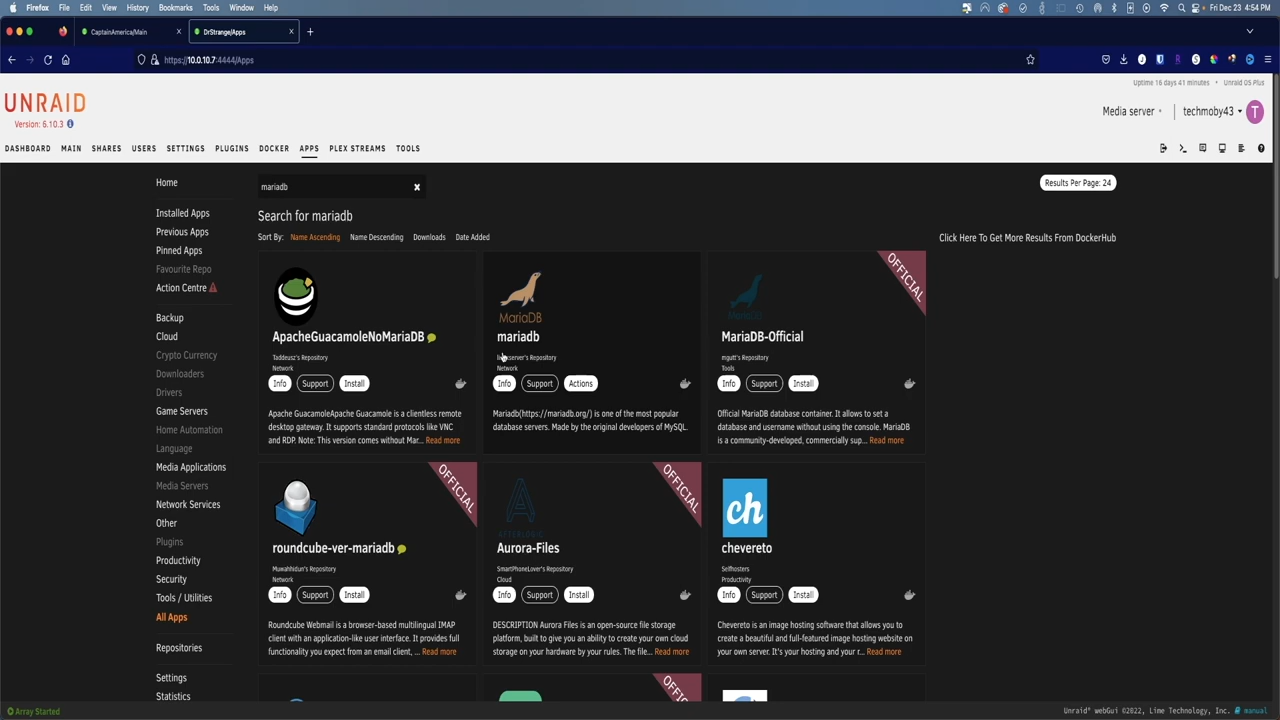 Firefox File Edit View History Bookmarks Tools Window Help
Fri Dec 23 4:54 PM
CaptainAmerica/Main
DrStrange/Apps
https://10.0.10.7:4444/Apps
Uptime 16 days 41 minutes • Unraid OS Plus
UNRAID
Version: 6.10.3
Media server
techmoby43
T
DASHBOARD MAIN SHARES USERS SETTINGS PLUGINS DOCKER APPS PLEX STREAMS TOOLS
Home
Installed Apps
Previous Apps
Pinned Apps
Favourite Repo
Action Centre
Backup
Cloud
Crypto Currency
Downloaders
Drivers
Game Servers
Home Automation
Language
Media Applications
Media Servers
Network Services
Other
Plugins
Productivity
Security
Tools / Utilities
All Apps
Repositories
Settings
Statistics
mariadb
Results Per Page: 24
Search for mariadb
Sort By: Name Ascending Name Descending Downloads Date Added
Click Here To Get More Results From DockerHub
ApacheGuacamoleNoMariaDB
Taddeusz's Repository
Network
Info Support Install
Apache GuacamoleApache Guacamole is a clientless remote
desktop gateway. It supports standard protocols like VNC
and RDP. Note: This version comes without Mar... Read more
MariaDB
mariadb
Repository
Network
Info Support Actions
Mariadb(https://mariadb.org/) is one of the most popular
database servers. Made by the original developers of MySQL.
OFFICIAL
MariaDB
MariaDB-Official
mgutt's Repository
Tools
Info Support Install
Official MariaDB database container. It allows to set a
database and username without using the console. MariaDB
is a community-developed, commercially sup... Read more
OFFICIAL
roundcube-ver-mariadb
Muwahhidun's Repository
Network
Info Support Install
Roundcube Webmail is a browser-based multilingual IMAP
client with an application-like user interface. It provides full
functionality you expect from an email client, ... Read more
OFFICIAL
AFTERLOGIC
Aurora-Files
SmartPhoneLover's Repository
Cloud
Info Support Install
DESCRIPTION Aurora Files is an open-source file storage
platform, built to give you an ability to create your own cloud
storage on your hardware by your rules. The file... Read more
ch
chevereto
Selfhosters
Productivity
Info Support Install
Chevereto is an image hosting software that allows you to
create a beautiful and full-featured image hosting website on
your own server. It's your hosting and your r... Read more
Array Started
Unraid® webGui ©2022, Lime Technology, Inc. manual